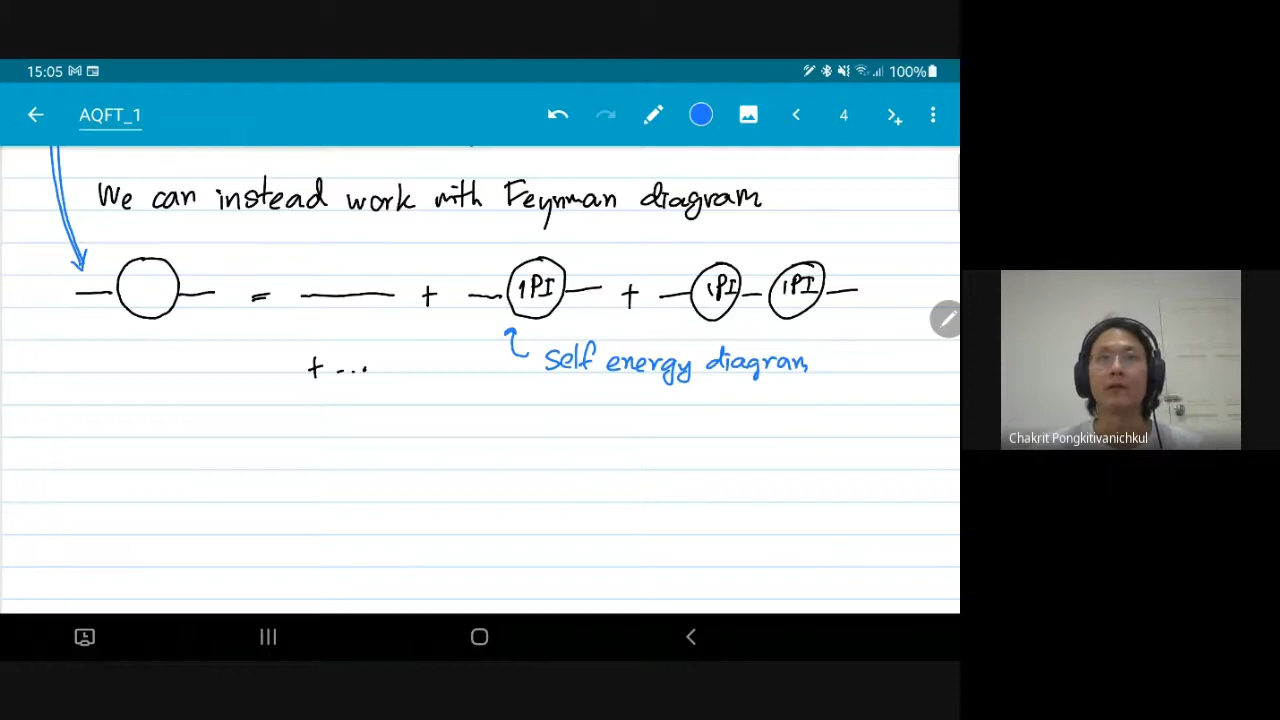 15:05 100%
AQFT_1 4
We can instead work with Feynman diagram
= + 1PI + 1PI 1PI
+ ... self energy diagram
Chakrit Pongkitivanichkul